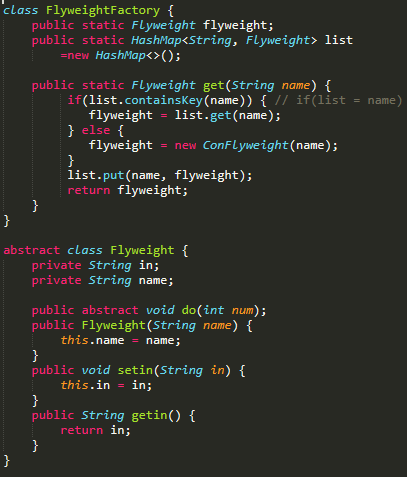 class FlyweightFactory {
    public static Flyweight flyweight;
    public static HashMap<String, Flyweight> list
        =new HashMap<>();

    public static Flyweight get(String name) {
        if(list.containsKey(name)) { // if(list = name)
            flyweight = list.get(name);
        } else {
            flyweight = new ConFlyweight(name);
        }
        list.put(name, flyweight);
        return flyweight;
    }
}

abstract class Flyweight {
    private String in;
    private String name;

    public abstract void do(int num);
    public Flyweight(String name) {
        this.name = name;
    }
    public void setin(String in) {
        this.in = in;
    }
    public String getin() {
        return in;
    }
}